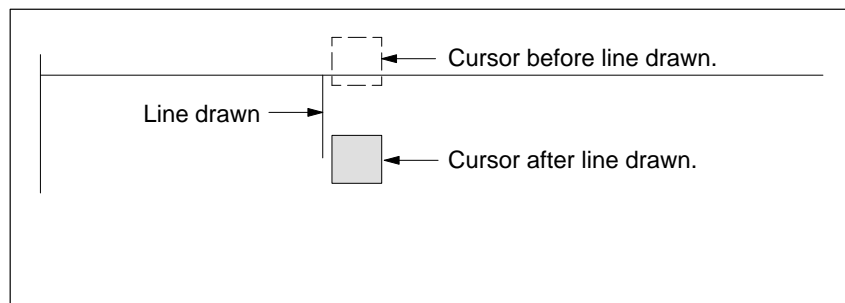 Cursor before line drawn.
Line drawn
Cursor after line drawn.